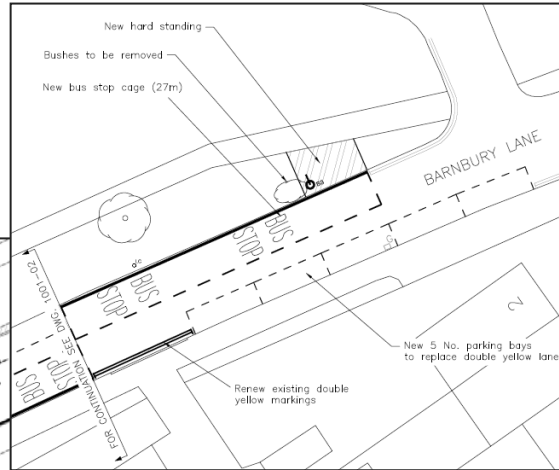 New hard standing
Bushes to be removed
New bus stop cage (27m)
BARNBURY LANE
BUS
STOP
BUS
STOP
BUS
STOP
FOR CONTINUATION SEE DWG. 1001-02
2
New 5 No. parking bays
to replace double yellow lane
Renew existing double
yellow markings